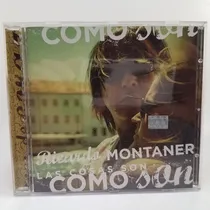 COMO son
Ricardo MONTANER
LAS COSAS SON
COMO son